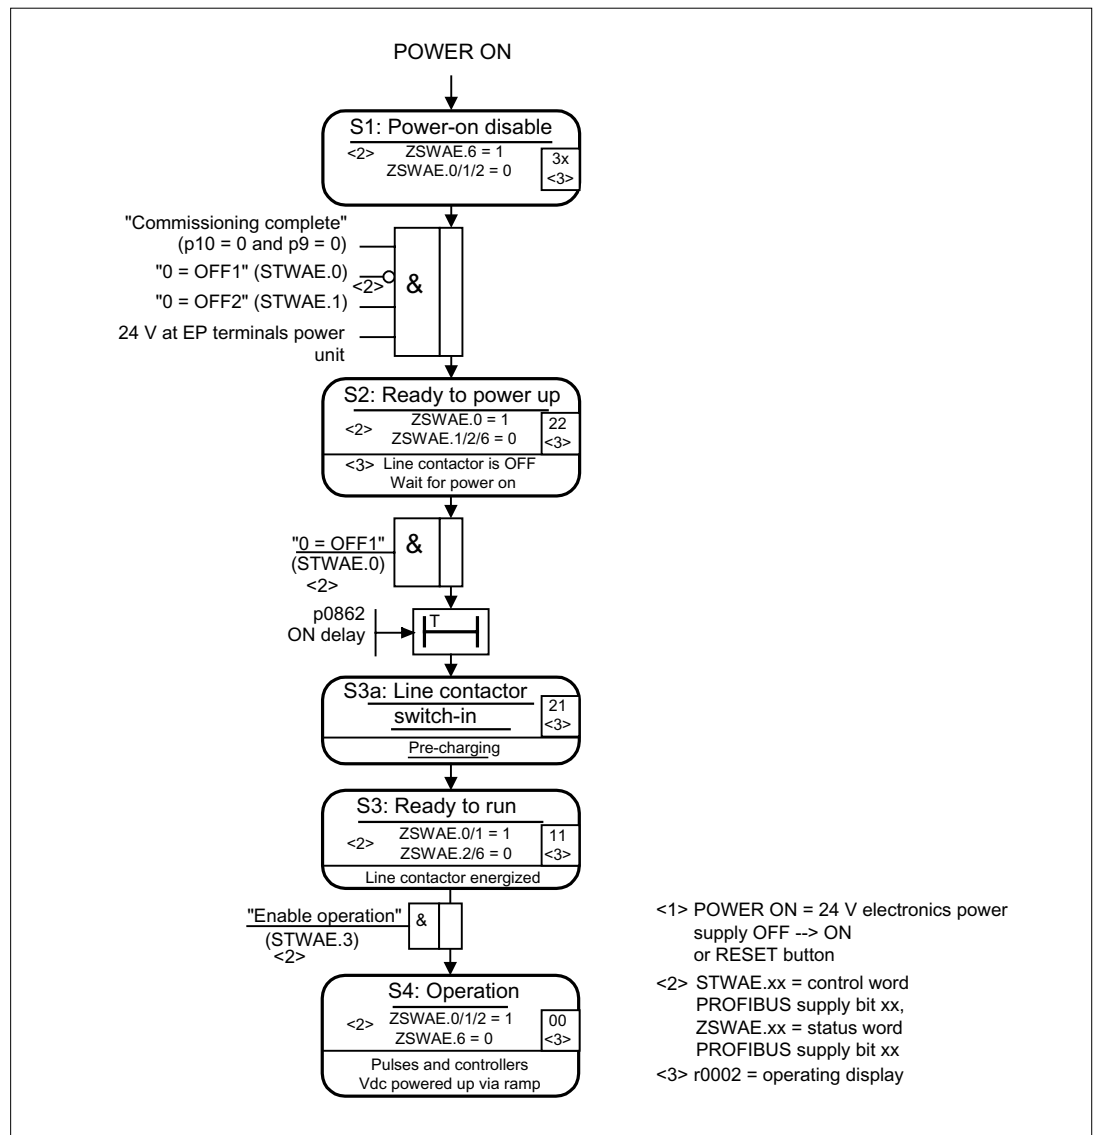 POWER ON
S1: Power-on disable
<2> ZSWAE.6 = 1
ZSWAE.0/1/2 = 0
3x
<3>
"Commissioning complete"
(p10 = 0 and p9 = 0)
"0 = OFF1" (STWAE.0)
<2>
"0 = OFF2" (STWAE.1)
24 V at EP terminals power
unit
&
S2: Ready to power up
<2> ZSWAE.0 = 1
ZSWAE.1/2/6 = 0
22
<3>
<3> Line contactor is OFF
Wait for power on
"0 = OFF1"
(STWAE.0)
<2>
&
p0862
ON delay
T
S3a: Line contactor
switch-in
21
<3>
Pre-charging
S3: Ready to run
<2> ZSWAE.0/1 = 1
ZSWAE.2/6 = 0
11
<3>
Line contactor energized
"Enable operation"
(STWAE.3)
<2>
&
S4: Operation
<2> ZSWAE.0/1/2 = 1
ZSWAE.6 = 0
00
<3>
Pulses and controllers
Vdc powered up via ramp
<1> POWER ON = 24 V electronics power
supply OFF --> ON
or RESET button
<2> STWAE.xx = control word
PROFIBUS supply bit xx,
ZSWAE.xx = status word
PROFIBUS supply bit xx
<3> r0002 = operating display